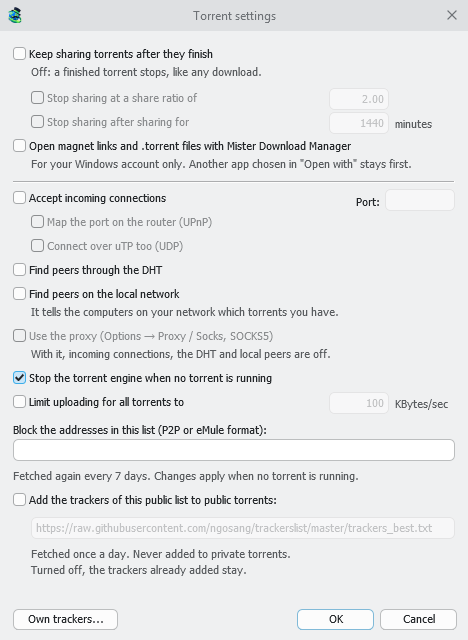 Torrent settings
Keep sharing torrents after they finish
Off: a finished torrent stops, like any download.
Stop sharing at a share ratio of 2.00
Stop sharing after sharing for 1440 minutes
Open magnet links and .torrent files with Mister Download Manager
For your Windows account only. Another app chosen in "Open with" stays first.
Accept incoming connections Port:
Map the port on the router (UPnP)
Connect over uTP too (UDP)
Find peers through the DHT
Find peers on the local network
It tells the computers on your network which torrents you have.
Use the proxy (Options → Proxy / Socks, SOCKS5)
With it, incoming connections, the DHT and local peers are off.
Stop the torrent engine when no torrent is running
Limit uploading for all torrents to 100 KBytes/sec
Block the addresses in this list (P2P or eMule format):
Fetched again every 7 days. Changes apply when no torrent is running.
Add the trackers of this public list to public torrents:
https://raw.githubusercontent.com/ngosang/trackerslist/master/trackers_best.txt
Fetched once a day. Never added to private torrents.
Turned off, the trackers already added stay.
Own trackers... OK Cancel